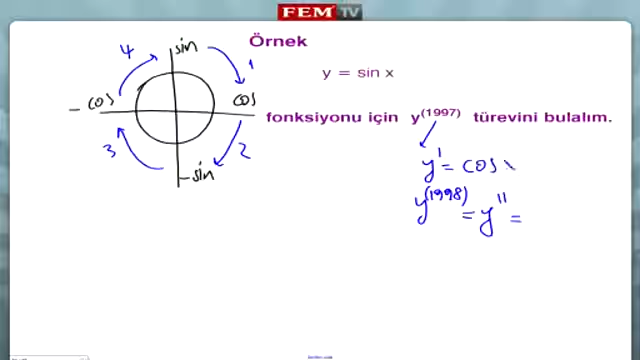 FEM TV
Örnek
y = sin x
fonksiyonu için y⁽¹⁹⁹⁷⁾ türevini bulalım.
sin
1
cos
2
-sin
3
- cos
4
y' = cos x
y⁽¹⁹⁹⁸⁾ = y'' =